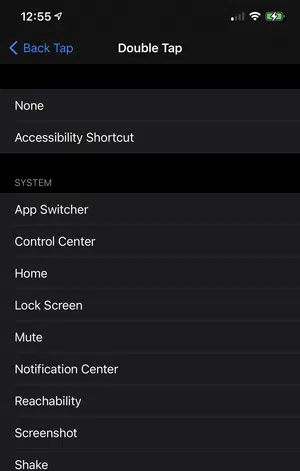 12:55
Back Tap
Double Tap
None
Accessibility Shortcut
SYSTEM
App Switcher
Control Center
Home
Lock Screen
Mute
Notification Center
Reachability
Screenshot
Shake